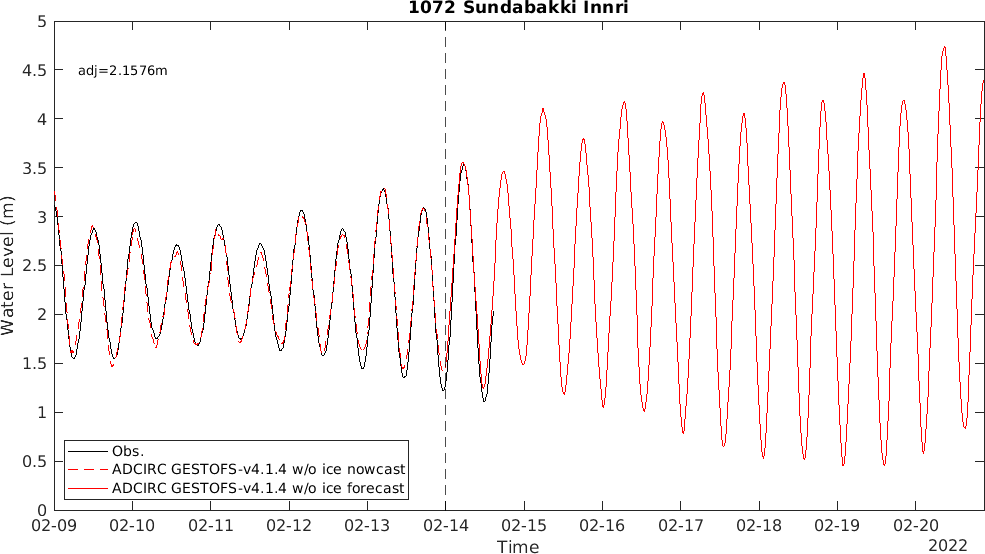 1072 Sundabakki Innri
5
4.5
4
3.5
3
2.5
2
1.5
1
0.5
0
Water Level (m)
adj=2.1576m
Obs.
ADCIRC GESTOFS-v4.1.4 w/o ice nowcast
ADCIRC GESTOFS-v4.1.4 w/o ice forecast
02-09 02-10 02-11 02-12 02-13 02-14 02-15 02-16 02-17 02-18 02-19 02-20
2022
Time